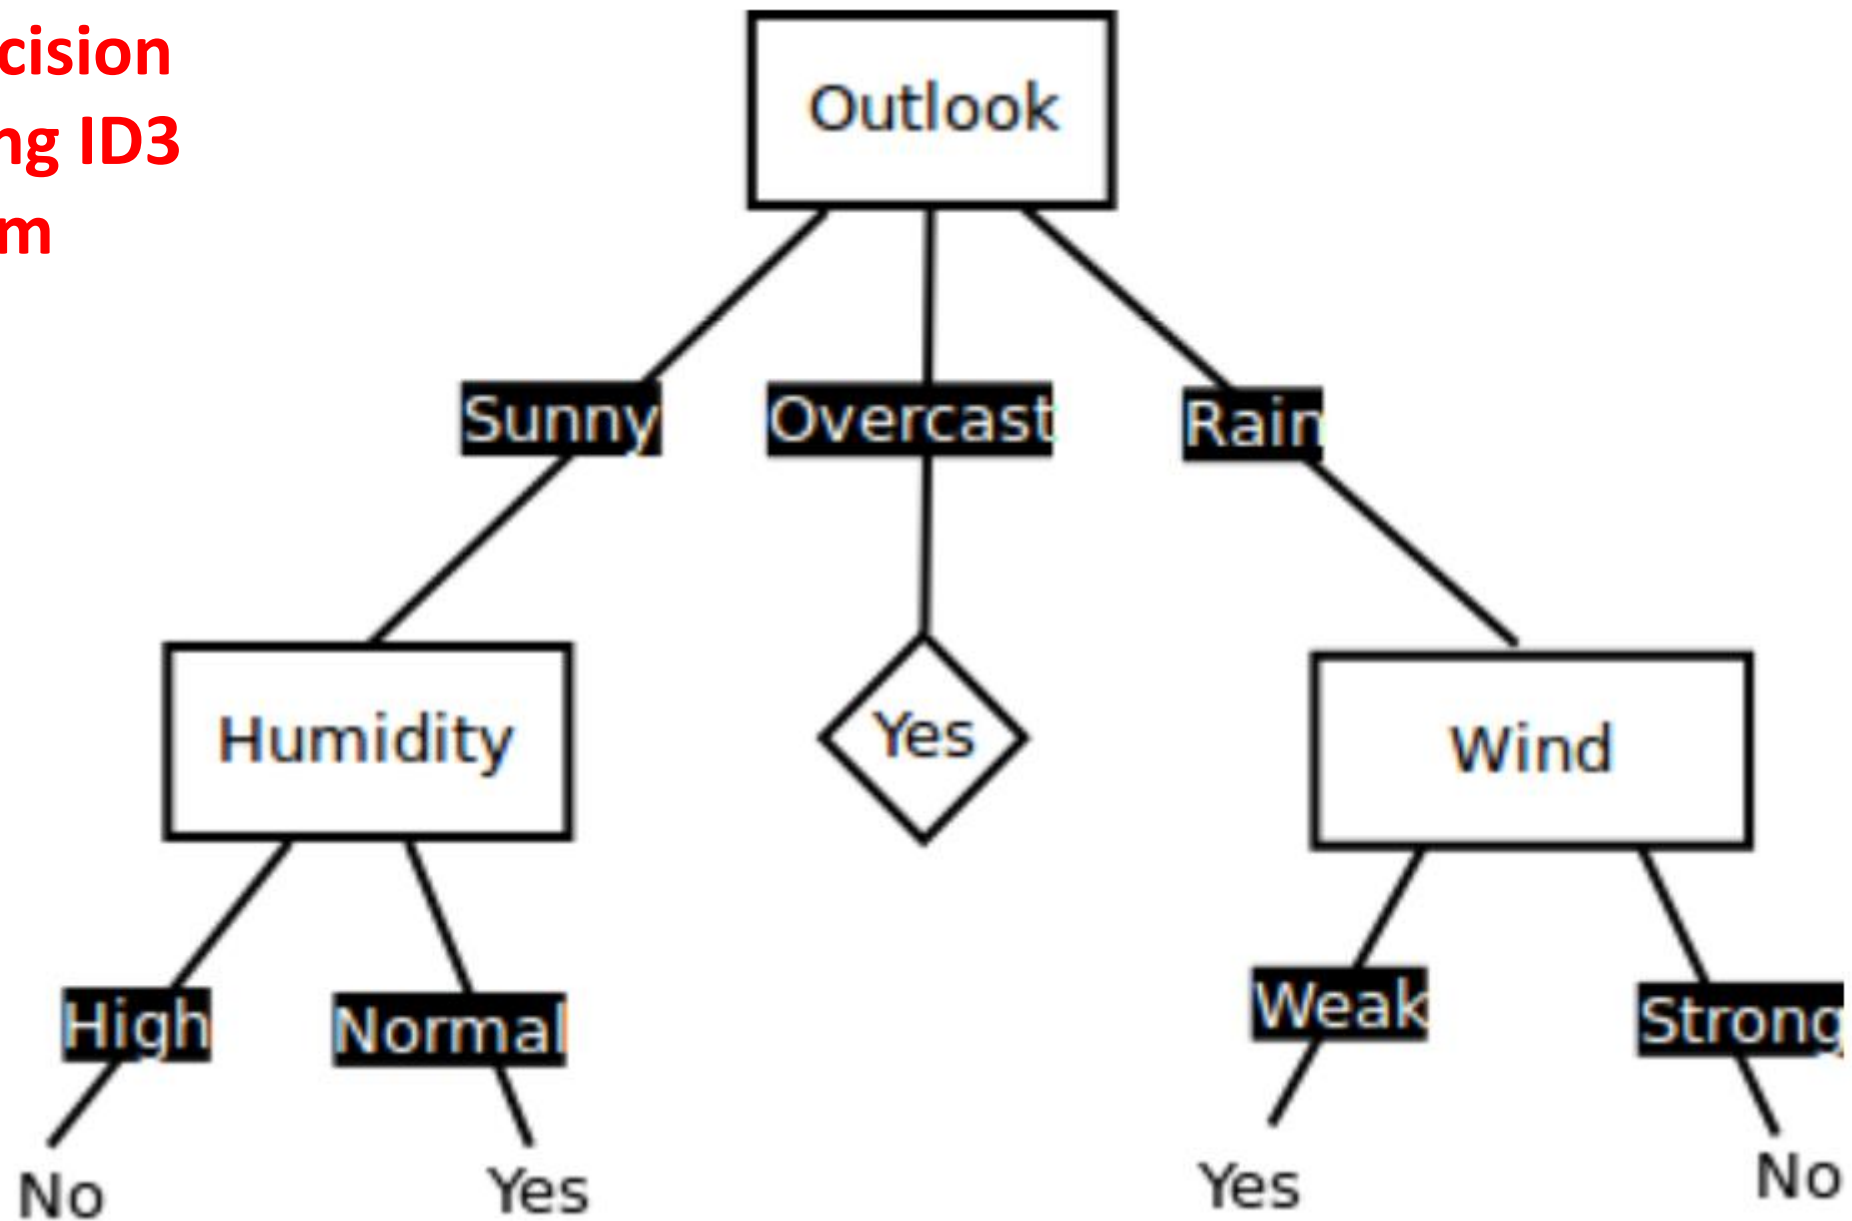 cision
ng ID3
m
Outlook
Sunny Overcast Rain
Humidity Yes Wind
High Normal Weak Strong
No Yes Yes No